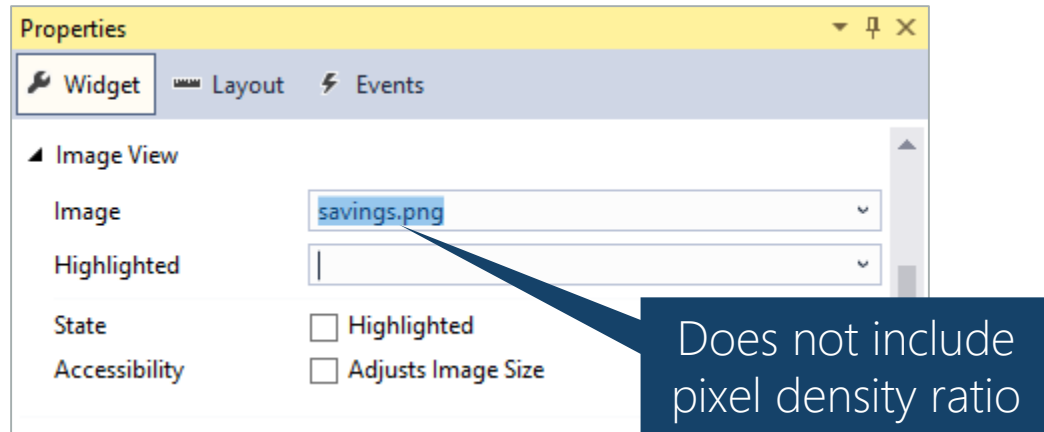 Properties
Widget Layout Events
Image View
Image savings.png
Highlighted
State Highlighted
Accessibility Adjusts Image Size
Does not include
pixel density ratio